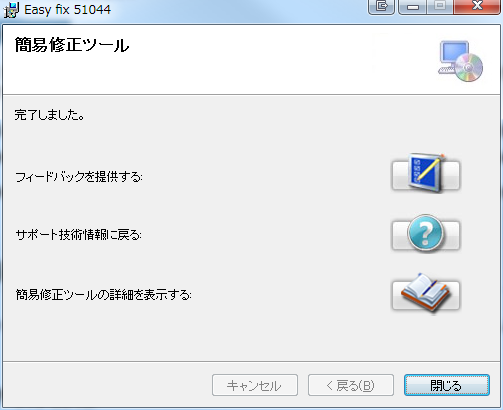 Easy fix 51044
簡易修正ツール
完了しました。
フィードバックを提供する:
サポート技術情報に戻る:
?
簡易修正ツールの詳細を表示する:
キャンセル
< 戻る(B)
閉じる